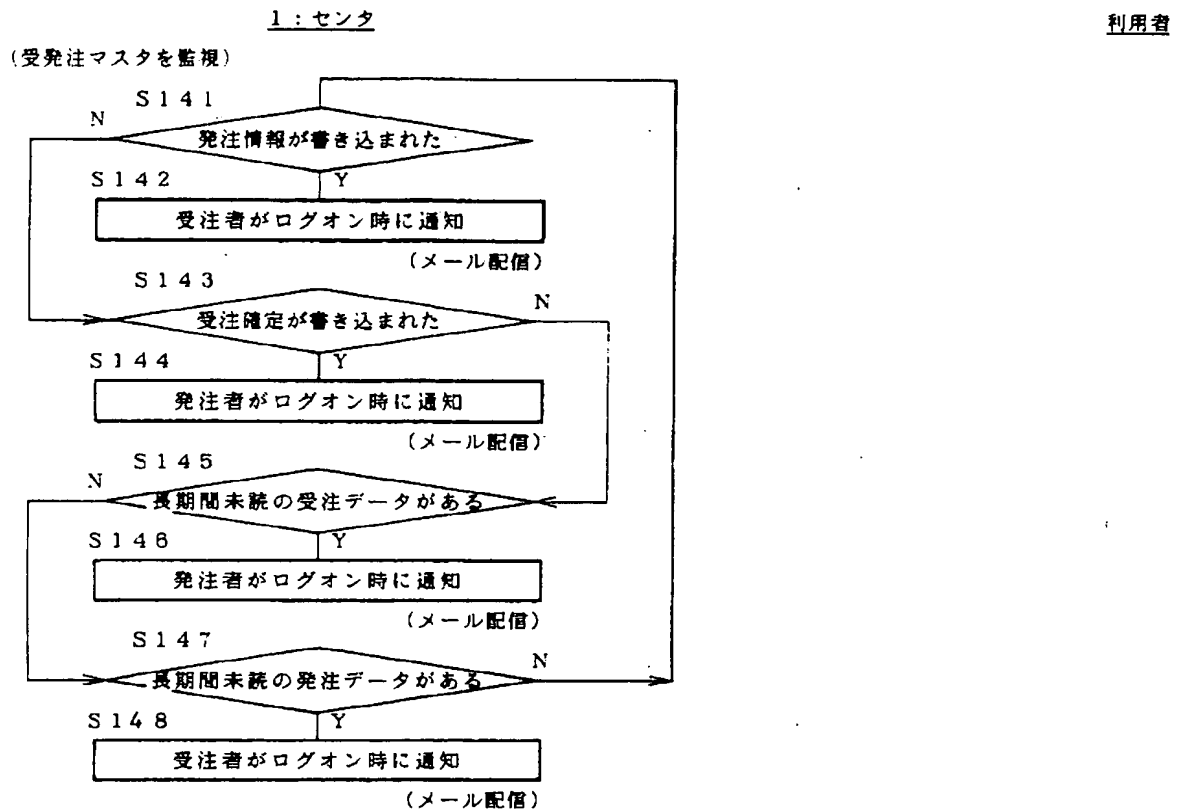 1：センタ
利用者
（受発注マスタを監視）
S141
N
発注情報が書き込まれた
S142
Y
受注者がログオン時に通知
（メール配信）
S143
N
受注確定が書き込まれた
S144
Y
発注者がログオン時に通知
（メール配信）
S145
N
長期間未読の受注データがある
S146
Y
発注者がログオン時に通知
（メール配信）
S147
N
長期間未読の発注データがある
S148
Y
受注者がログオン時に通知
（メール配信）